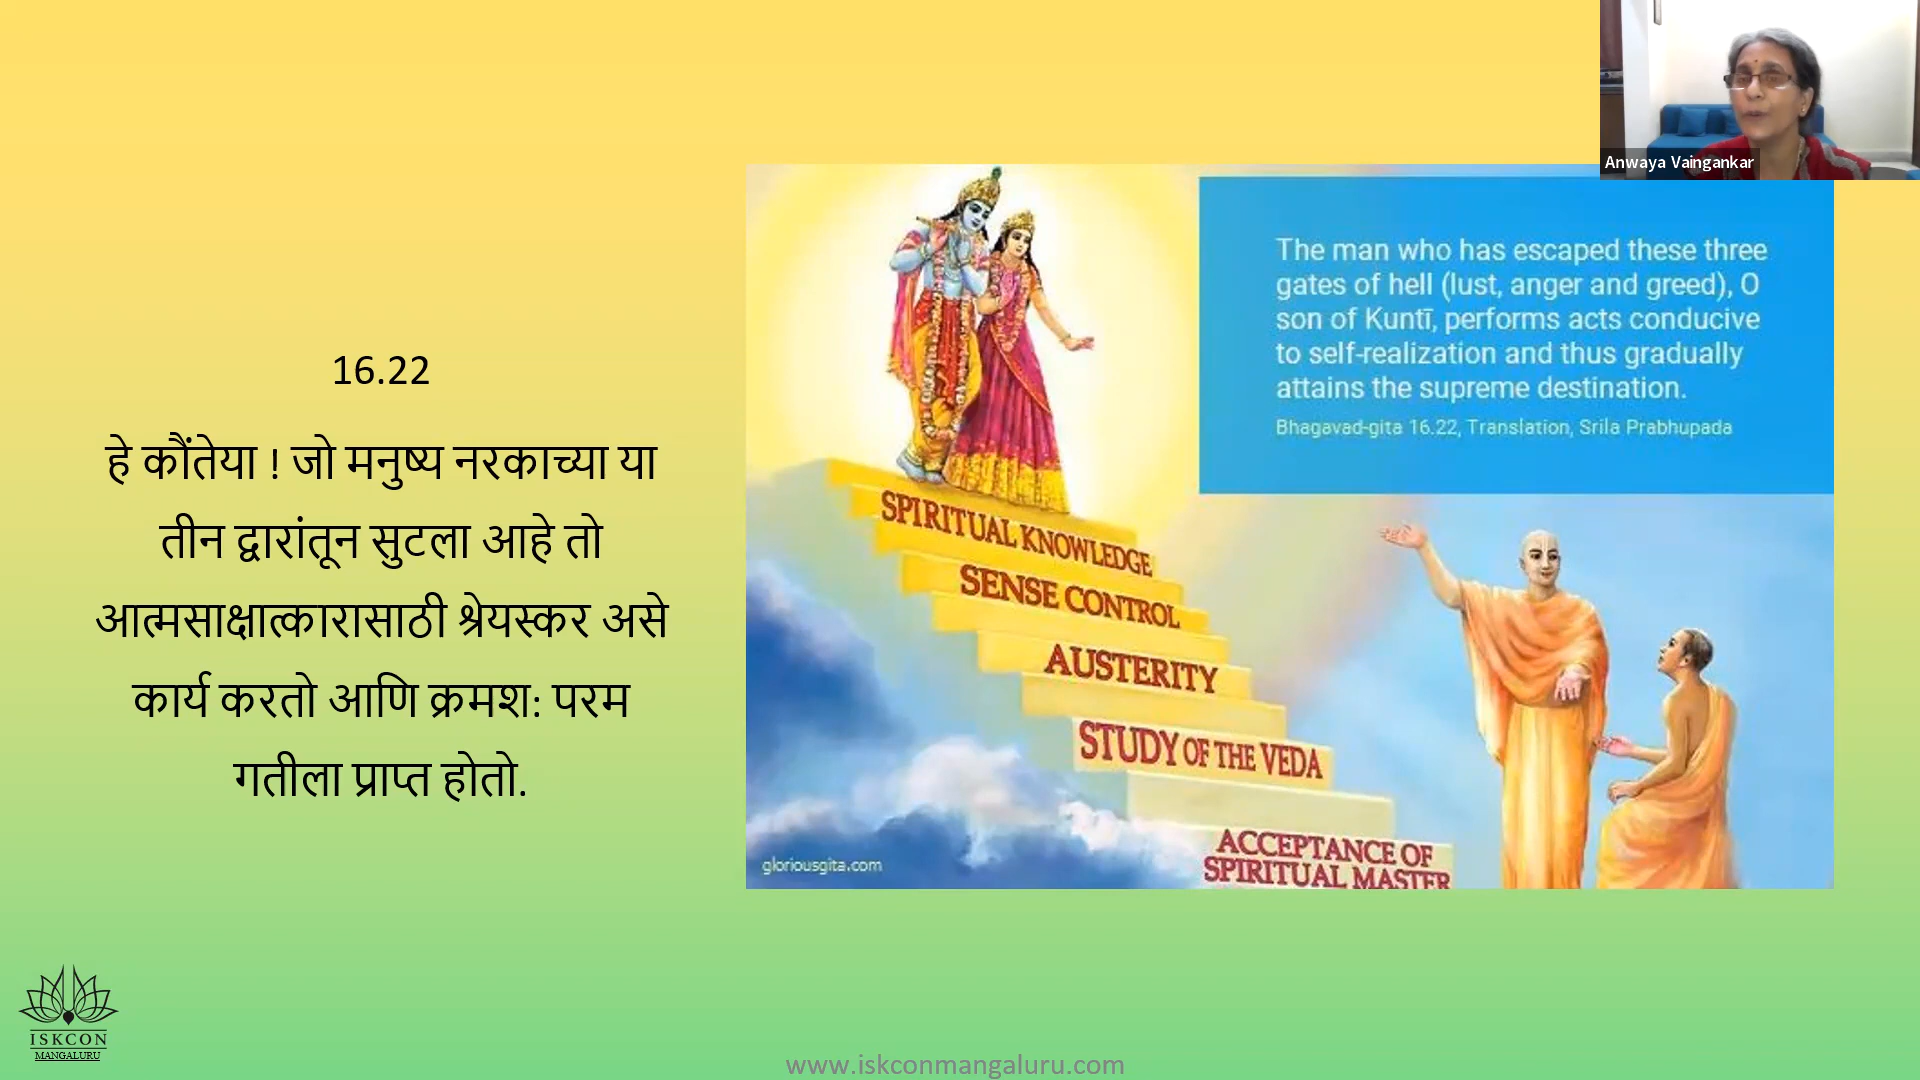 Anwaya Vaingankar
16.22
हे कौंतेया ! जो मनुष्य नरकाच्या या
तीन द्वारांतून सुटला आहे तो
आत्मसाक्षात्कारासाठी श्रेयस्कर असे
कार्य करतो आणि क्रमश: परम
गतीला प्राप्त होतो.
The man who has escaped these three
gates of hell (lust, anger and greed), O
son of Kuntī, performs acts conducive
to self-realization and thus gradually
attains the supreme destination.
Bhagavad-gita 16.22, Translation, Srila Prabhupada
SPIRITUAL KNOWLEDGE
SENSE CONTROL
AUSTERITY
STUDY OF THE VEDA
ACCEPTANCE OF
SPIRITUAL MASTER
gloriousgita.com
ISKCON
MANGALURU
www.iskconmangaluru.com